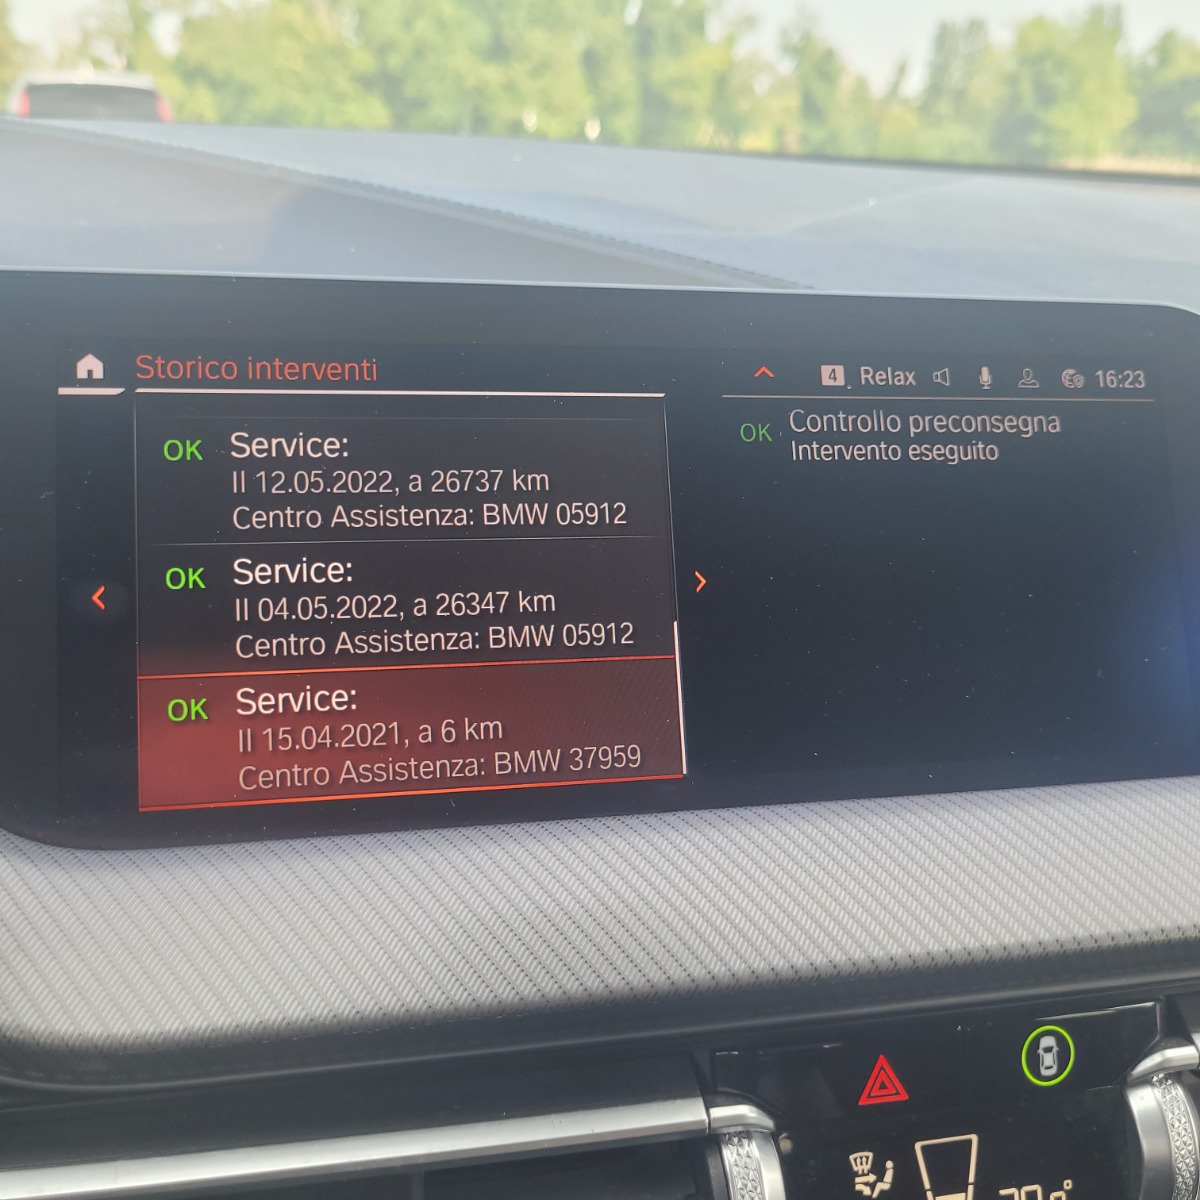 Storico interventi
4 Relax 16:23
OK Service:
Il 12.05.2022, a 26737 km
Centro Assistenza: BMW 05912
OK Service:
Il 04.05.2022, a 26347 km
Centro Assistenza: BMW 05912
OK Service:
Il 15.04.2021, a 6 km
Centro Assistenza: BMW 37959
OK Controllo preconsegna
Intervento eseguito